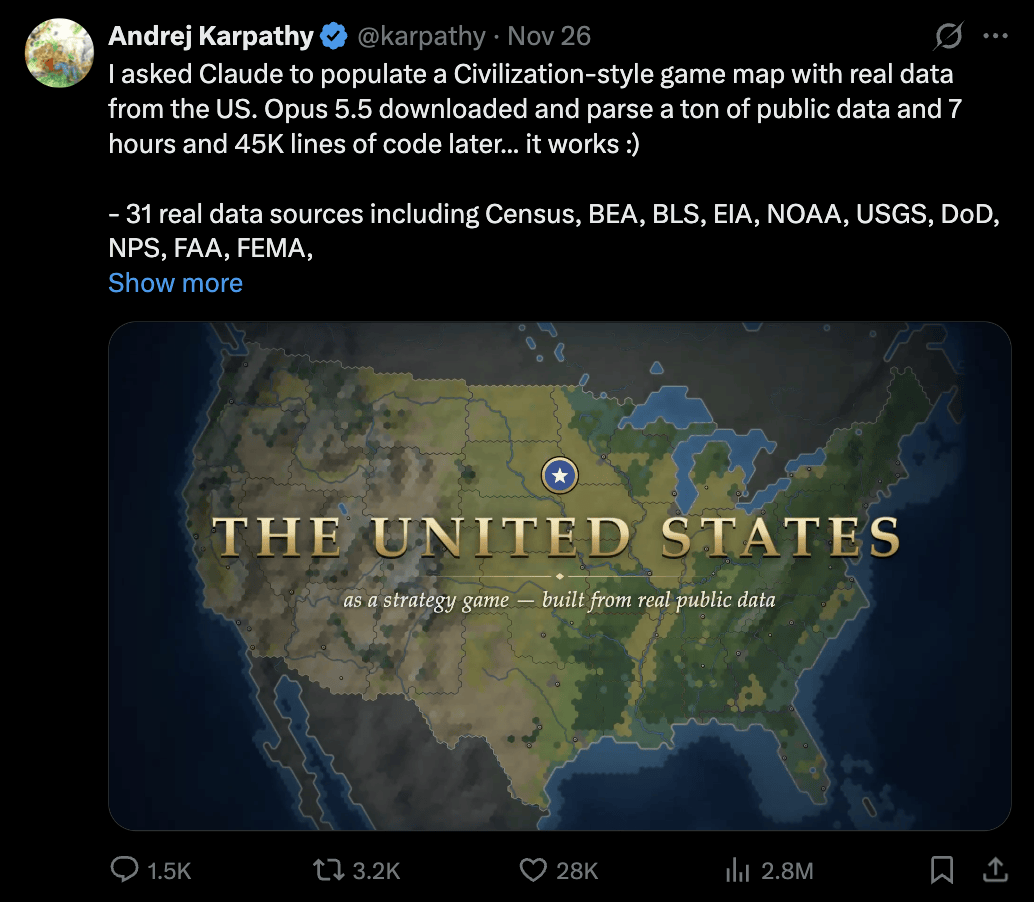 Andrej Karpathy @karpathy · Nov 26
I asked Claude to populate a Civilization-style game map with real data
from the US. Opus 5.5 downloaded and parse a ton of public data and 7
hours and 45K lines of code later... it works :)
- 31 real data sources including Census, BEA, BLS, EIA, NOAA, USGS, DoD,
NPS, FAA, FEMA,
Show more
THE UNITED STATES
as a strategy game — built from real public data
1.5K 3.2K 28K 2.8M